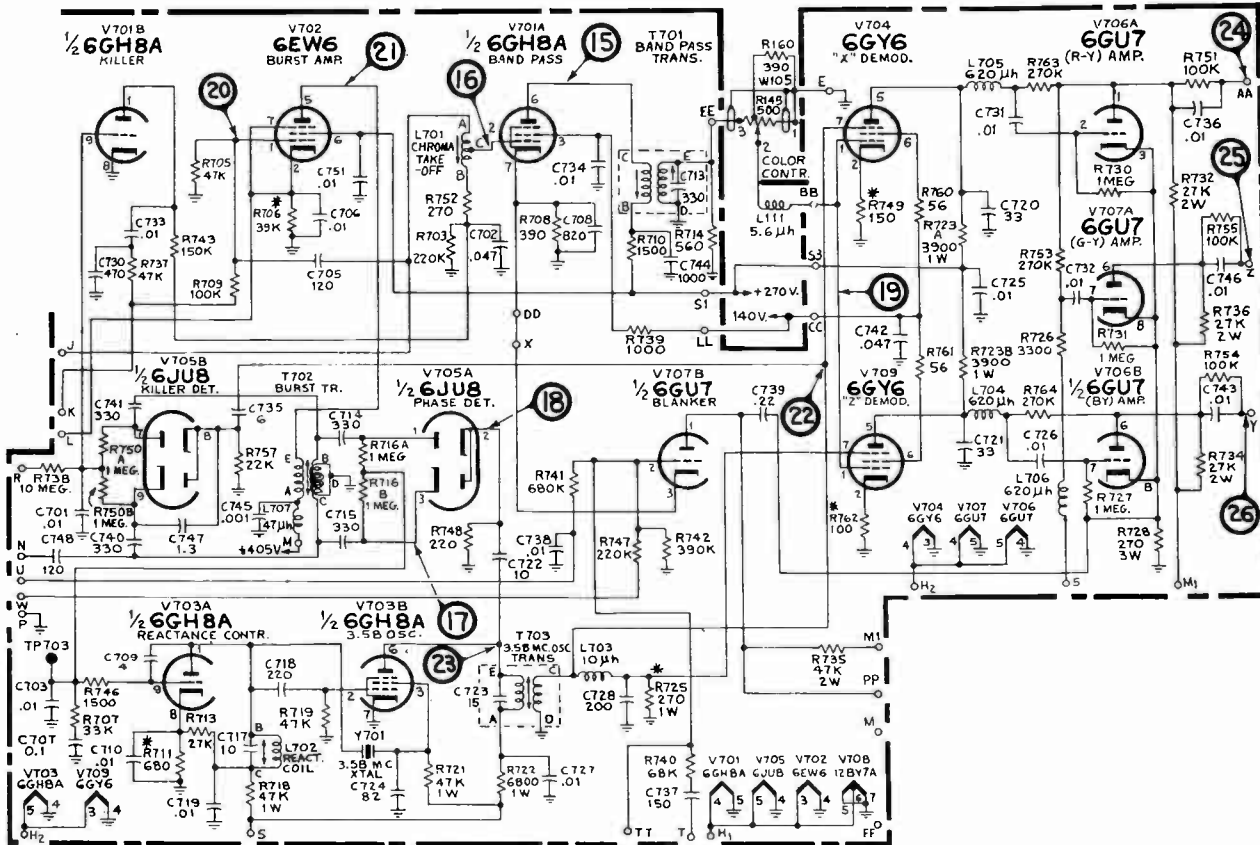 V701B
½ 6GH8A
KILLER
V702
6EW6
BURST AMP.
21
V701A
½ 6GH8A
BAND PASS
15
T701
BAND PASS
TRANS.
R160
390
W105
R145
500
EE
E
3
1
2
COLOR
CONTR.
BB
L111
5.6µh
V704
6GY6
"X" DEMOD.
L705
620µh
R763
270K
V706A
6GU7
(R-Y) AMP.
24
R751
100K
AA
C736
.01
25
20
16
L701
CHROMA
TAKE
-OFF
A
B
C
R705
47K
C751
.01
*
R706
39K
C706
.01
R752
270
R703
220K
C702
.047
C734
.01
R708
390
C708
820
C
B
E
D
C713
330
R710
1500
R714
560
C744
1000
*
R749
150
R760
56
R723
A
3900
1W
C720
33
C731
.01
R730
1MEG
R732
27K
2W
V707A
6GU7
(G-Y) AMP.
R755
100K
Z
C746
.01
R753
270K
C732
.01
R731
1 MEG
R736
27K
2W
C733
.01
C730
470
R737
47K
R743
150K
R709
100K
C705
120
DD
X
S1
+270V.
140V.
S3
CC
LL
R739
1000
19
C742
.047
C725
.01
R761
56
R723B
3900
1W
R726
3300
V706B
½ 6GU7
(BY) AMP.
R754
100K
C743
.01
Y
J
K
L
V705B
½ 6JU8
KILLER DET.
C741
330
R750
A
1 MEG.
R750B
1 MEG.
R
R738
10 MEG.
C701
.01
C740
330
C747
1.3
N
C748
120
U
W
P
C735
6
R757
22K
T702
BURST TR.
E
A
B
D
C
C745
.001
L707
47µh
M
+405V
C714
330
R716A
1 MEG
R716
B
1 MEG.
C715
330
V705A
½ 6JU8
PHASE DET.
18
R748
220
C722
10
17
V707B
½ 6GU7
BLANKER
C739
.22
R741
680K
C738
.01
R747
220K
R742
390K
22
V709
6GY6
"Z" DEMOD.
*
R762
100
L704
620µh
R764
270K
C721
33
C726
.01
L706
620µh
R727
1 MEG.
R728
270
3W
R734
27K
2W
26
V704
6GY6
V707
6GU7
V706
6GU7
H2
S
M1
TP703
V703A
½ 6GH8A
REACTANCE CONTR.
C709
4
C703
.01
R746
1500
R707
33K
C707
0.1
C710
.01
*
R711
680
R713
27K
C717
10
C718
220
L702
REACT.
COIL
B
C
R718
47K
1W
C719
.01
V703
6GH8A
V709
6GY6
H2
S
V703B
½ 6GH8A
3.58 OSC.
R719
47K
Y701
3.58 MC
XTAL
C724
82
R721
47K
1W
23
C723
15
T703
3.58 MC. OSC
TRANS
E
A
C
D
R722
6800
1W
C727
.01
L703
10µh
C728
200
*
R725
270
1W
R735
47K
2W
M1
PP
M
R740
68K
C737
150
TT
T
V701
6GH8A
V705
6JU8
V702
6EW6
V708
12BY7A
H1
FF